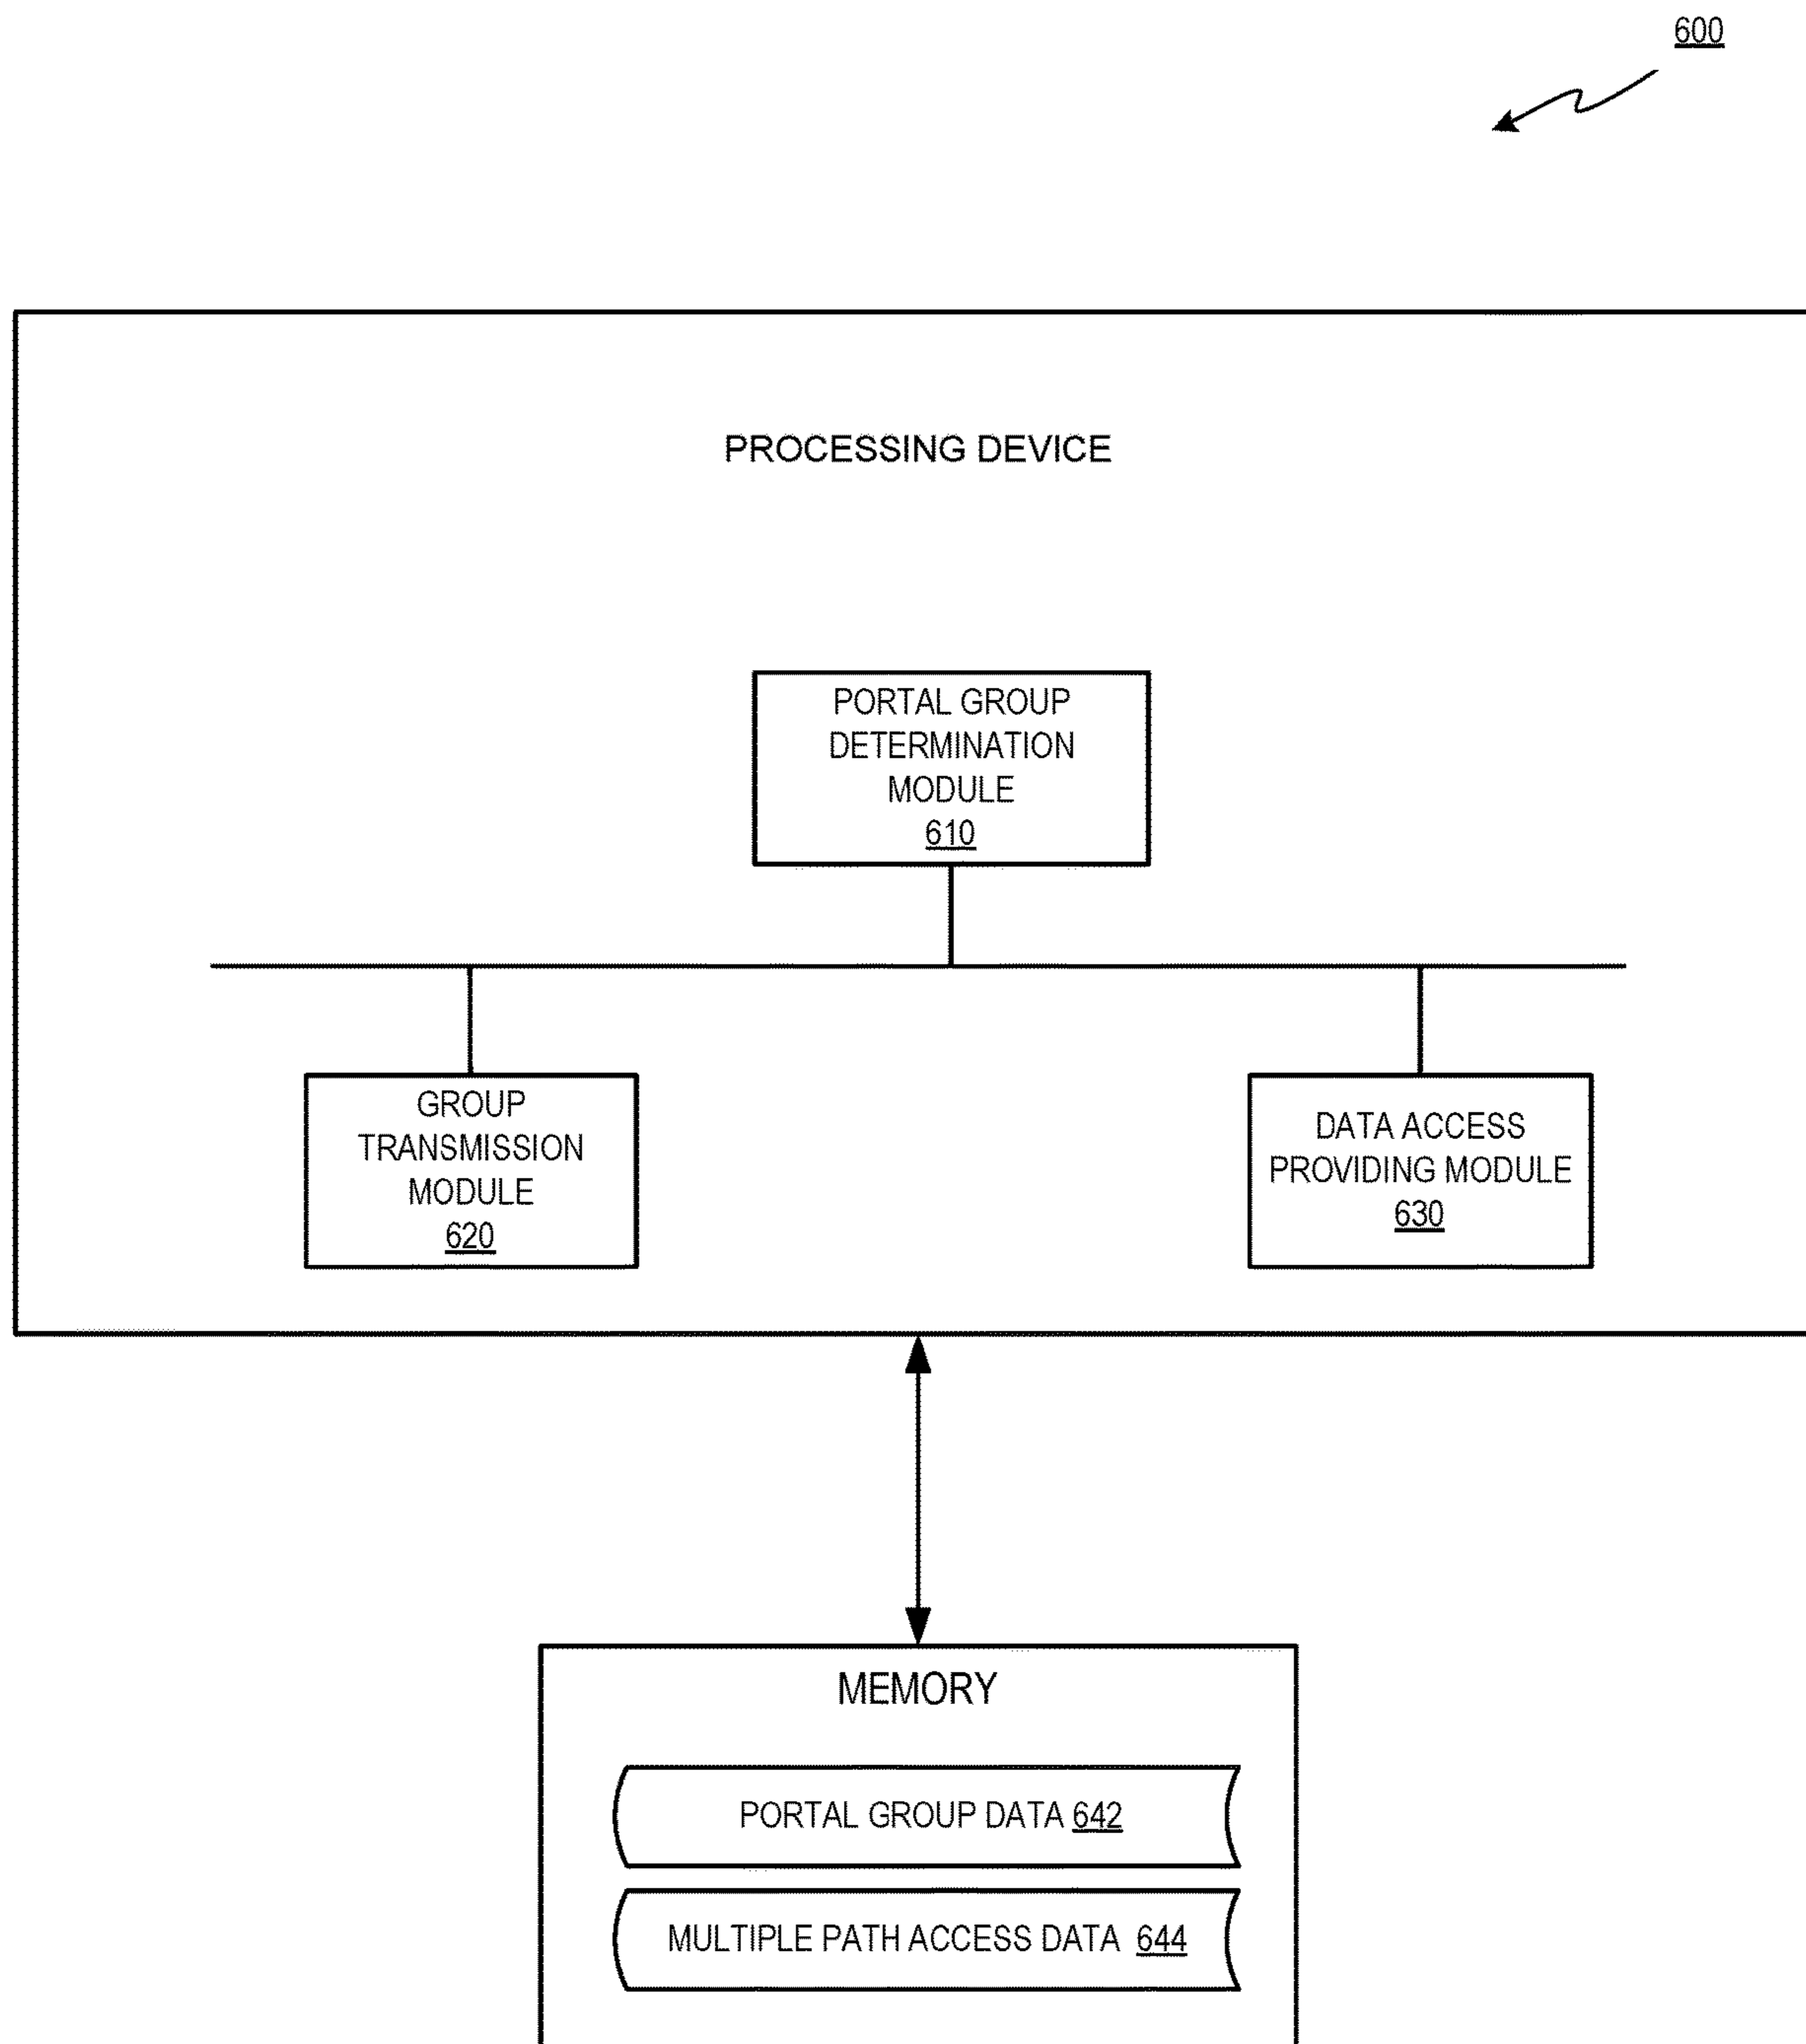 600
PROCESSING DEVICE
PORTAL GROUP
DETERMINATION
MODULE
610
GROUP
TRANSMISSION
MODULE
620
DATA ACCESS
PROVIDING MODULE
630
MEMORY
PORTAL GROUP DATA 642
MULTIPLE PATH ACCESS DATA 644